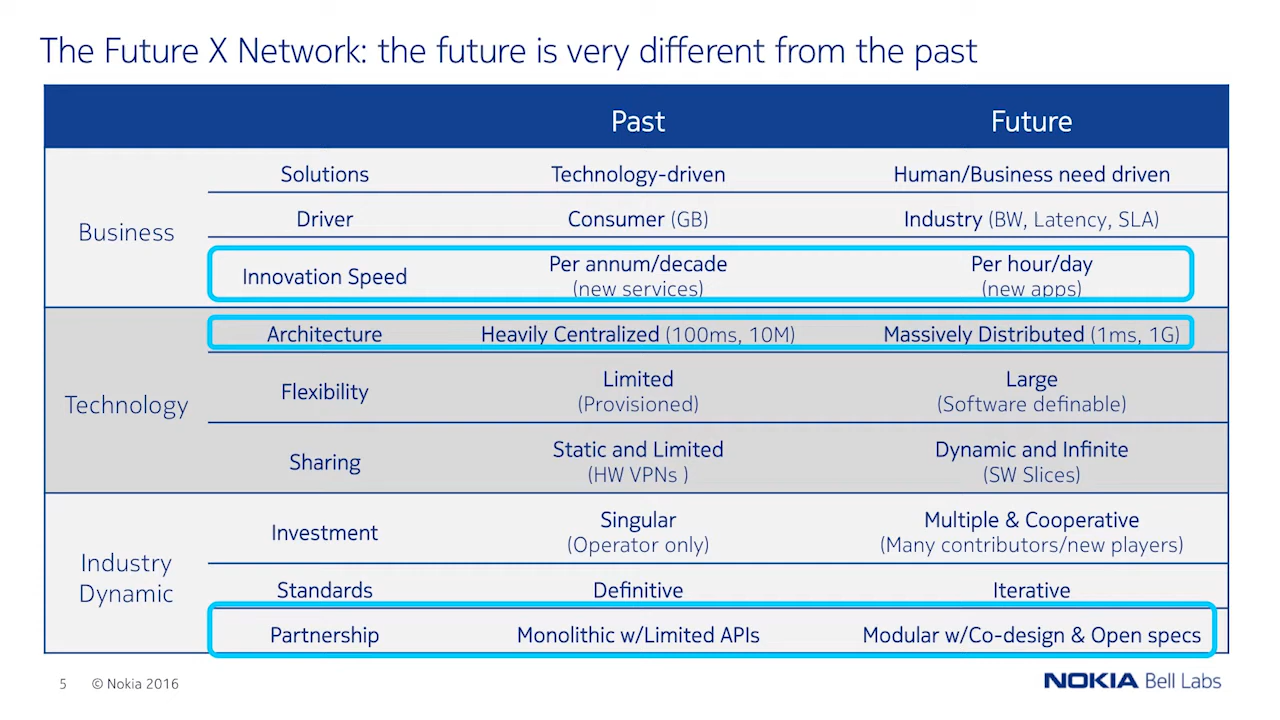 The Future X Network: the future is very different from the past
Past Future
Business
Solutions Technology-driven Human/Business need driven
Driver Consumer (GB) Industry (BW, Latency, SLA)
Innovation Speed Per annum/decade Per hour/day
(new services) (new apps)
Technology
Architecture Heavily Centralized (100ms, 10M) Massively Distributed (1ms, 1G)
Flexibility Limited Large
(Provisioned) (Software definable)
Sharing Static and Limited Dynamic and Infinite
(HW VPNs ) (SW Slices)
Industry
Dynamic
Investment Singular Multiple & Cooperative
(Operator only) (Many contributors/new players)
Standards Definitive Iterative
Partnership Monolithic w/Limited APIs Modular w/Co-design & Open specs
5 © Nokia 2016
NOKIA Bell Labs